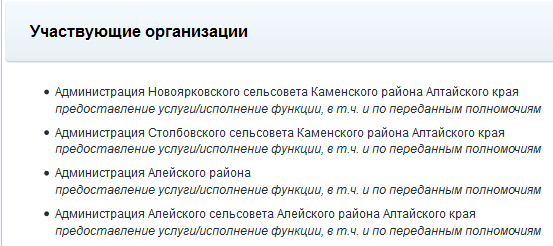 Участвующие организации
Администрация Новоярковского сельсовета Каменского района Алтайского края
предоставление услуги/исполнение функции, в т.ч. и по переданным полномочиям
Администрация Столбовского сельсовета Каменского района Алтайского края
предоставление услуги/исполнение функции, в т.ч. и по переданным полномочиям
Администрация Алейского района
предоставление услуги/исполнение функции, в т.ч. и по переданным полномочиям
Администрация Алейского сельсовета Алейского района Алтайского края
предоставление услуги/исполнение функции, в т.ч. и по переданным полномочиям